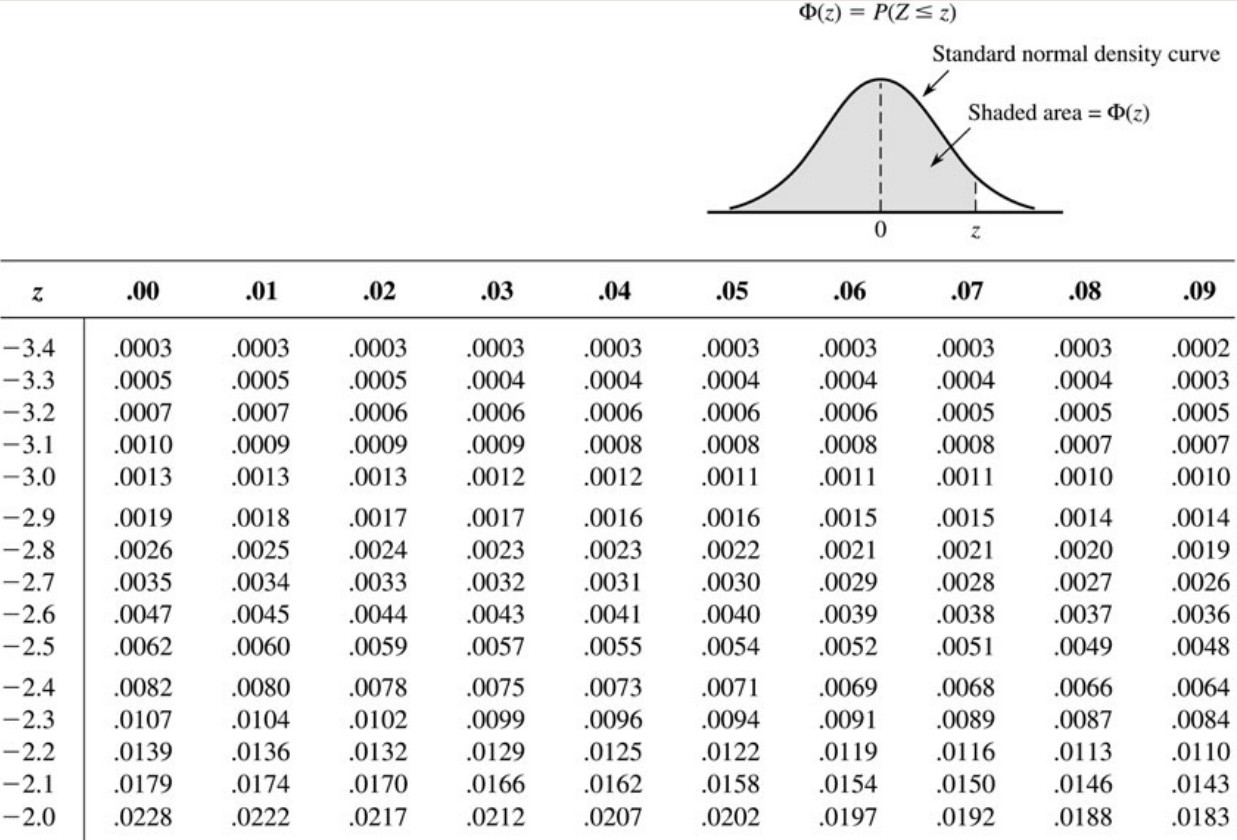 Φ(z) = P(Z ≤ z)
Standard normal density curve
Shaded area = Φ(z)
0 z
z .00 .01 .02 .03 .04 .05 .06 .07 .08 .09
−3.4 .0003 .0003 .0003 .0003 .0003 .0003 .0003 .0003 .0003 .0002
−3.3 .0005 .0005 .0005 .0004 .0004 .0004 .0004 .0004 .0004 .0003
−3.2 .0007 .0007 .0006 .0006 .0006 .0006 .0006 .0005 .0005 .0005
−3.1 .0010 .0009 .0009 .0009 .0008 .0008 .0008 .0008 .0007 .0007
−3.0 .0013 .0013 .0013 .0012 .0012 .0011 .0011 .0011 .0010 .0010
−2.9 .0019 .0018 .0017 .0017 .0016 .0016 .0015 .0015 .0014 .0014
−2.8 .0026 .0025 .0024 .0023 .0023 .0022 .0021 .0021 .0020 .0019
−2.7 .0035 .0034 .0033 .0032 .0031 .0030 .0029 .0028 .0027 .0026
−2.6 .0047 .0045 .0044 .0043 .0041 .0040 .0039 .0038 .0037 .0036
−2.5 .0062 .0060 .0059 .0057 .0055 .0054 .0052 .0051 .0049 .0048
−2.4 .0082 .0080 .0078 .0075 .0073 .0071 .0069 .0068 .0066 .0064
−2.3 .0107 .0104 .0102 .0099 .0096 .0094 .0091 .0089 .0087 .0084
−2.2 .0139 .0136 .0132 .0129 .0125 .0122 .0119 .0116 .0113 .0110
−2.1 .0179 .0174 .0170 .0166 .0162 .0158 .0154 .0150 .0146 .0143
−2.0 .0228 .0222 .0217 .0212 .0207 .0202 .0197 .0192 .0188 .0183